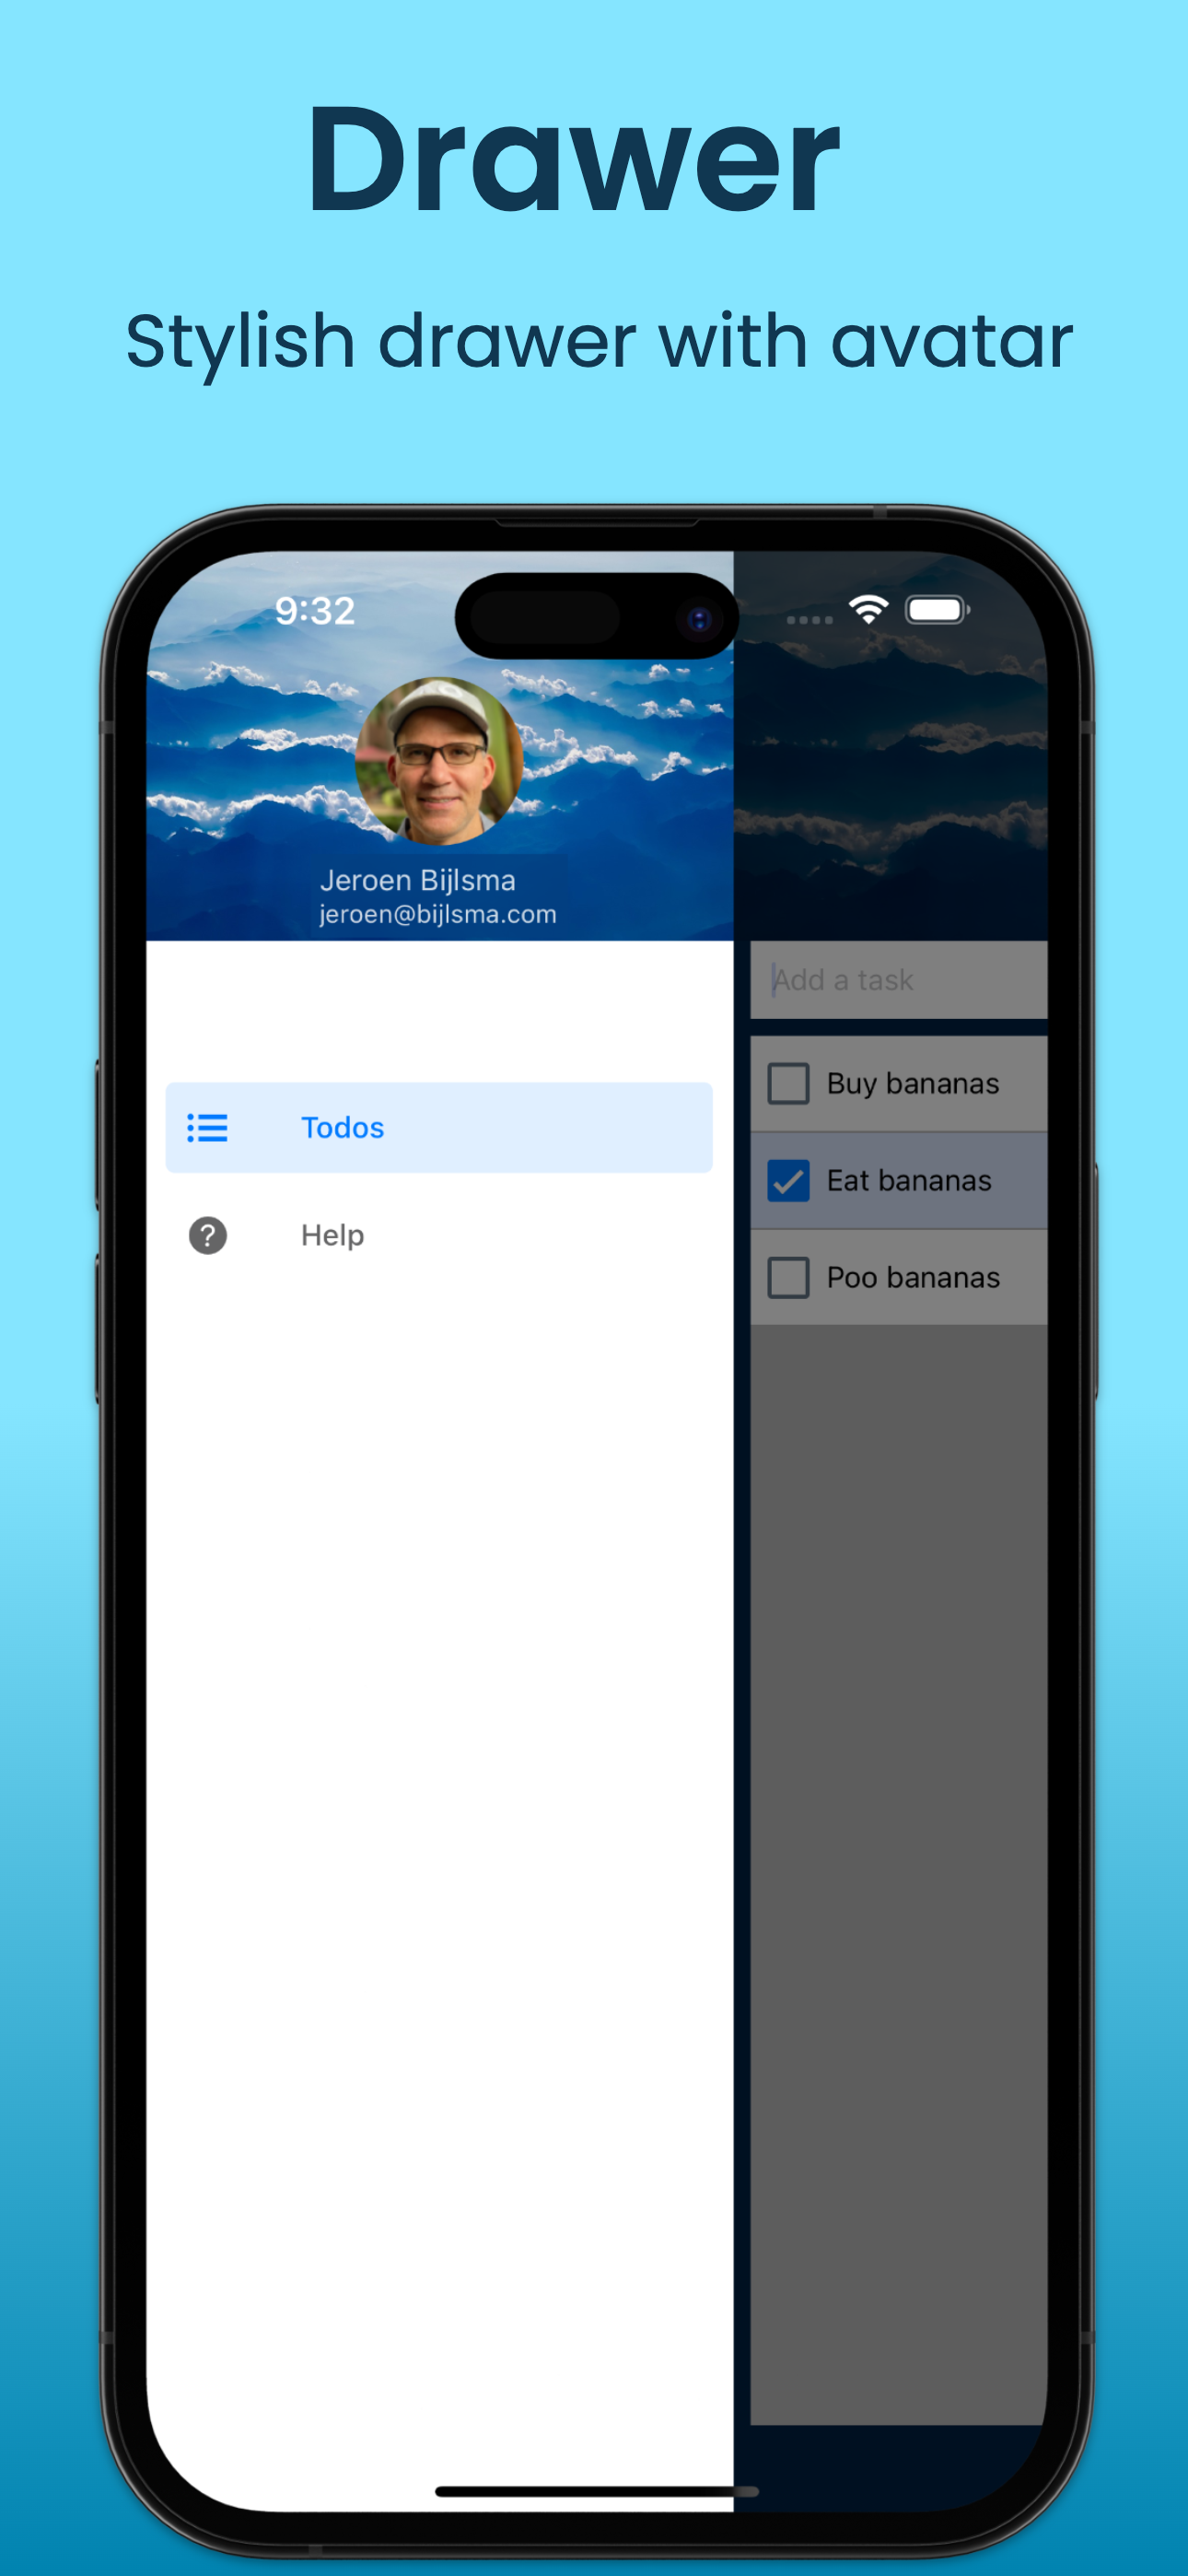 Drawer
Stylish drawer with avatar
9:32
Jeroen Bijlsma
jeroen@bijlsma.com
Add a task
Todos
Buy bananas
Eat bananas
Help
Poo bananas